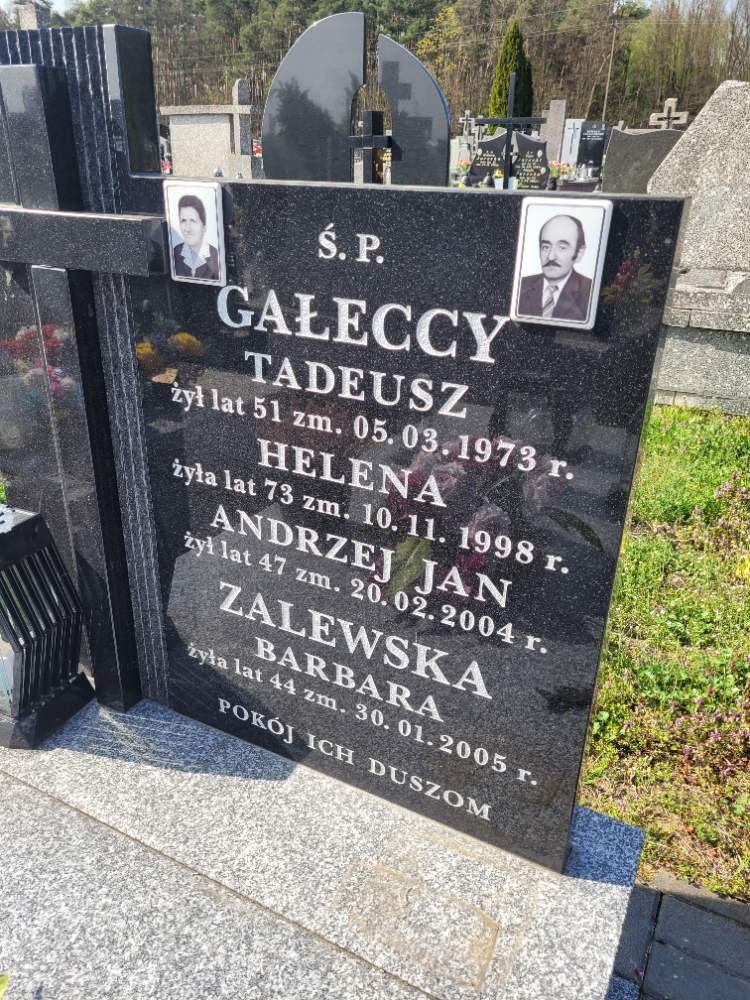 Ś. P.
GAŁECCY
TADEUSZ
żył lat 51 zm. 05. 03. 1973 r.
HELENA
żyła lat 73 zm. 10. 11. 1998 r.
ANDRZEJ JAN
żył lat 47 zm. 20. 02. 2004 r.
ZALEWSKA
BARBARA
żyła lat 44 zm. 30. 01. 2005 r.
POKÓJ ICH DUSZOM